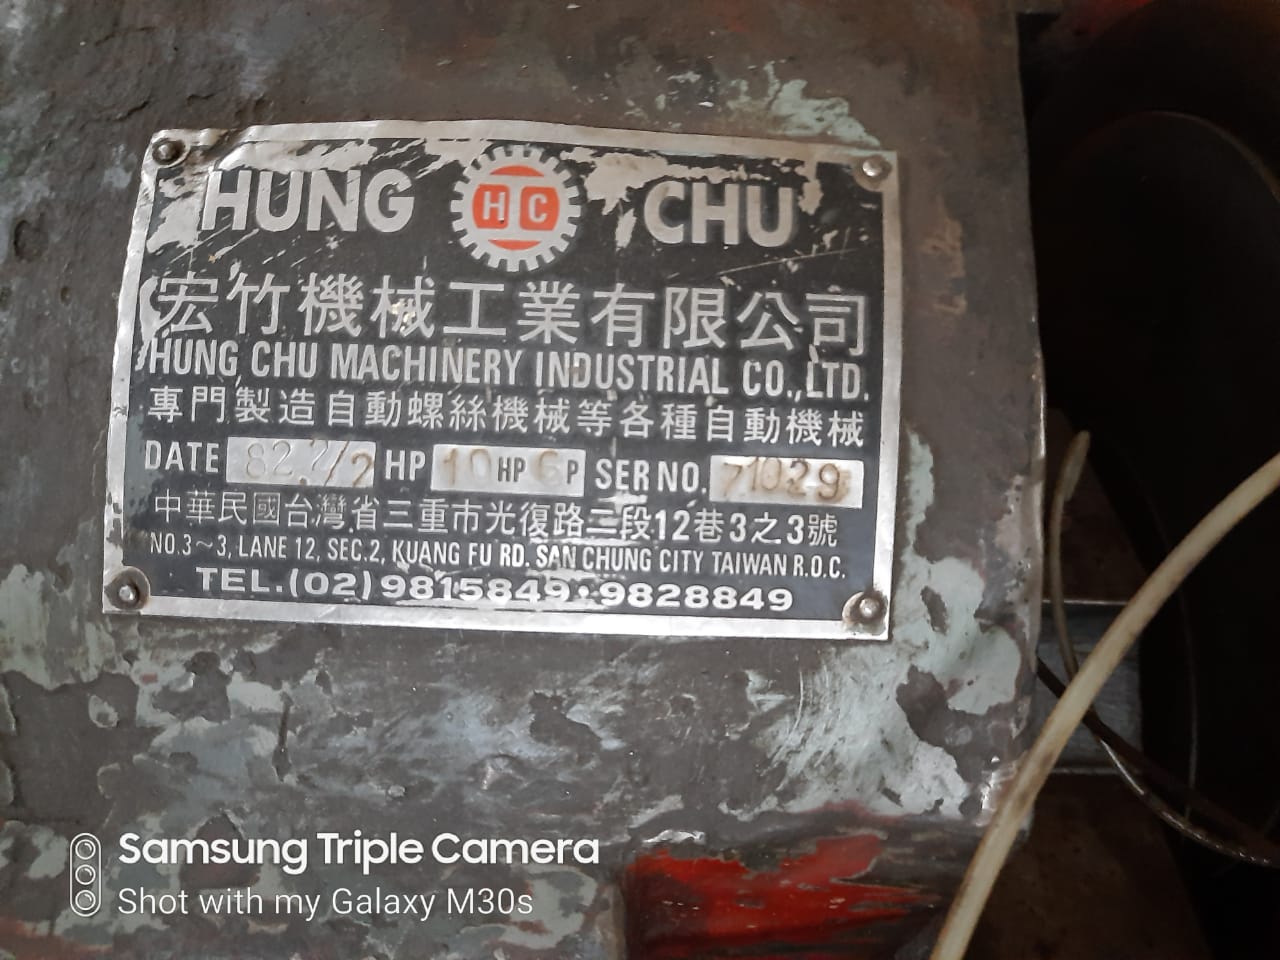 HUNG HC CHU
宏竹機械工業有限公司
HUNG CHU MACHINERY INDUSTRIAL CO.,LTD.
專門製造自動螺絲機械等各種自動機械
DATE 82.2/2 HP 10 HP 6 P SER NO. 71029
中華民國台灣省三重市光復路二段12巷3之3號
NO.3~3, LANE 12, SEC.2, KUANG FU RD. SAN CHUNG CITY TAIWAN R.O.C.
TEL.(02)9815849・9828849
Samsung Triple Camera
Shot with my Galaxy M30s